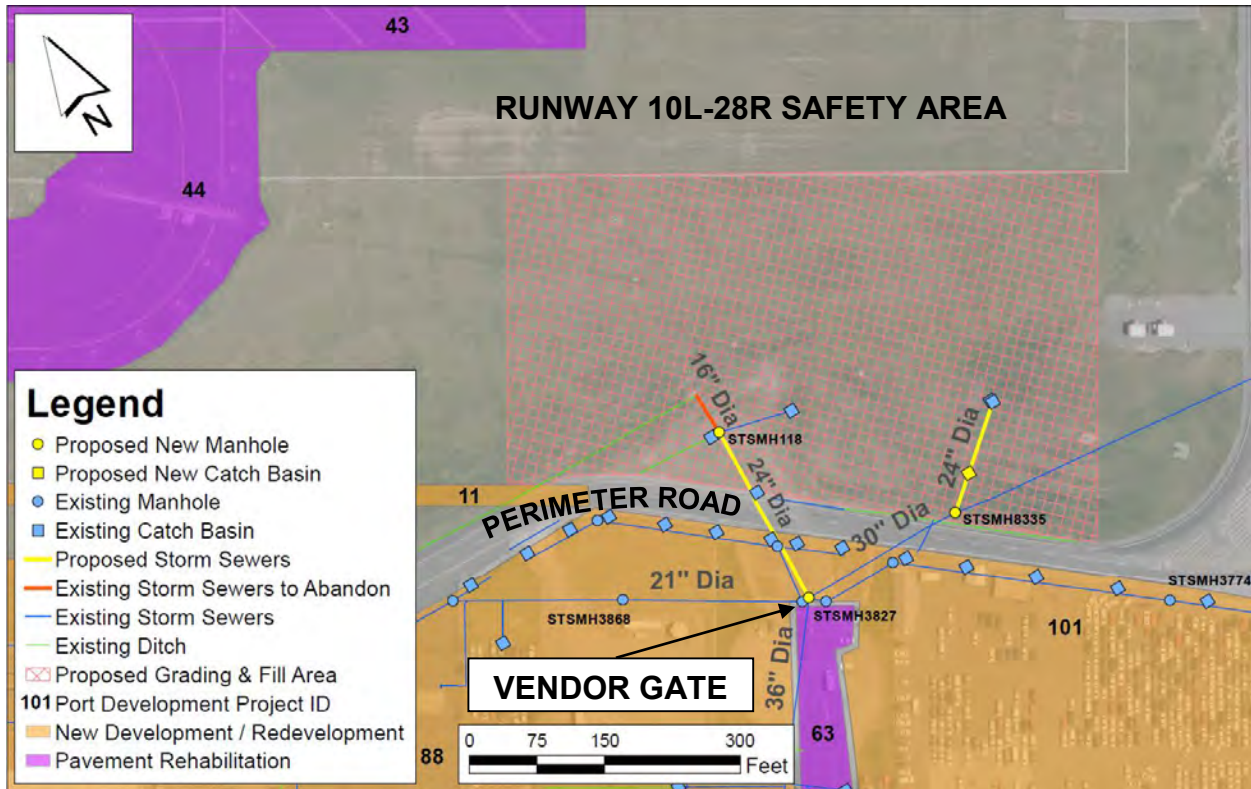 43
N
RUNWAY 10L-28R SAFETY AREA
44
16" Dia
STSMH118
24" Dia
24" Dia
STSMH8335
11
PERIMETER ROAD
30" Dia
21" Dia
STSMH3774
STSMH3868
STSMH3827
101
36" Dia
VENDOR GATE
63
88
Legend
Proposed New Manhole
Proposed New Catch Basin
Existing Manhole
Existing Catch Basin
Proposed Storm Sewers
Existing Storm Sewers to Abandon
Existing Storm Sewers
Existing Ditch
Proposed Grading & Fill Area
101 Port Development Project ID
New Development / Redevelopment
Pavement Rehabilitation
0 75 150 300
Feet